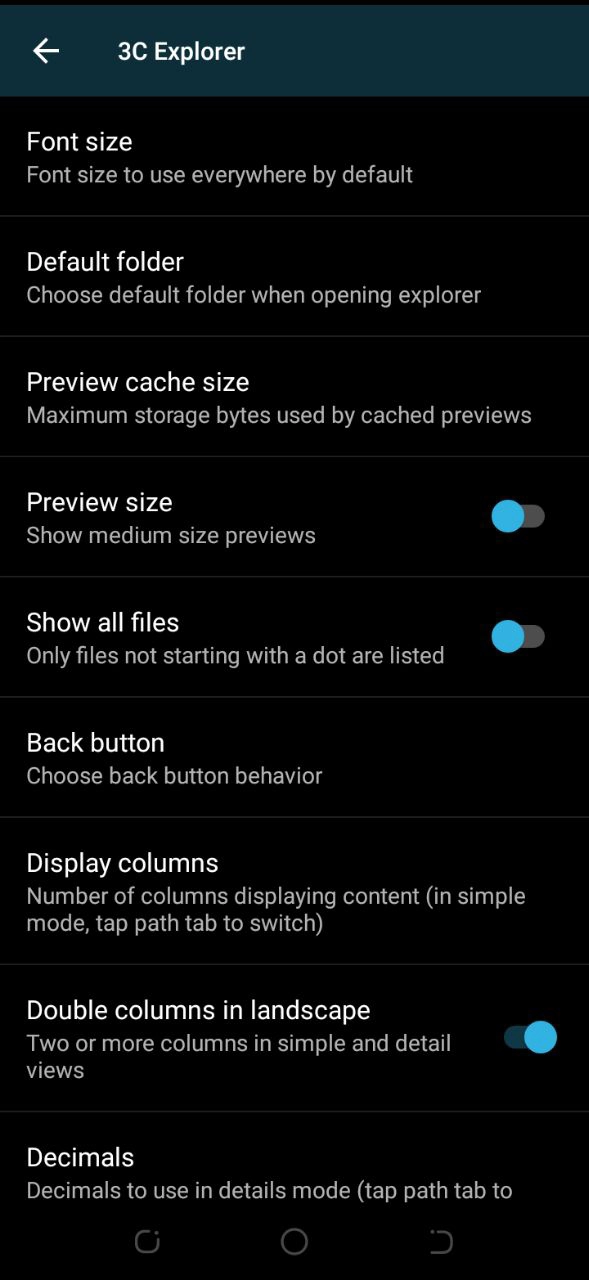 3C Explorer
Font size
Font size to use everywhere by default
Default folder
Choose default folder when opening explorer
Preview cache size
Maximum storage bytes used by cached previews
Preview size
Show medium size previews
Show all files
Only files not starting with a dot are listed
Back button
Choose back button behavior
Display columns
Number of columns displaying content (in simple
mode, tap path tab to switch)
Double columns in landscape
Two or more columns in simple and detail
views
Decimals
Decimals to use in details mode (tap path tab to